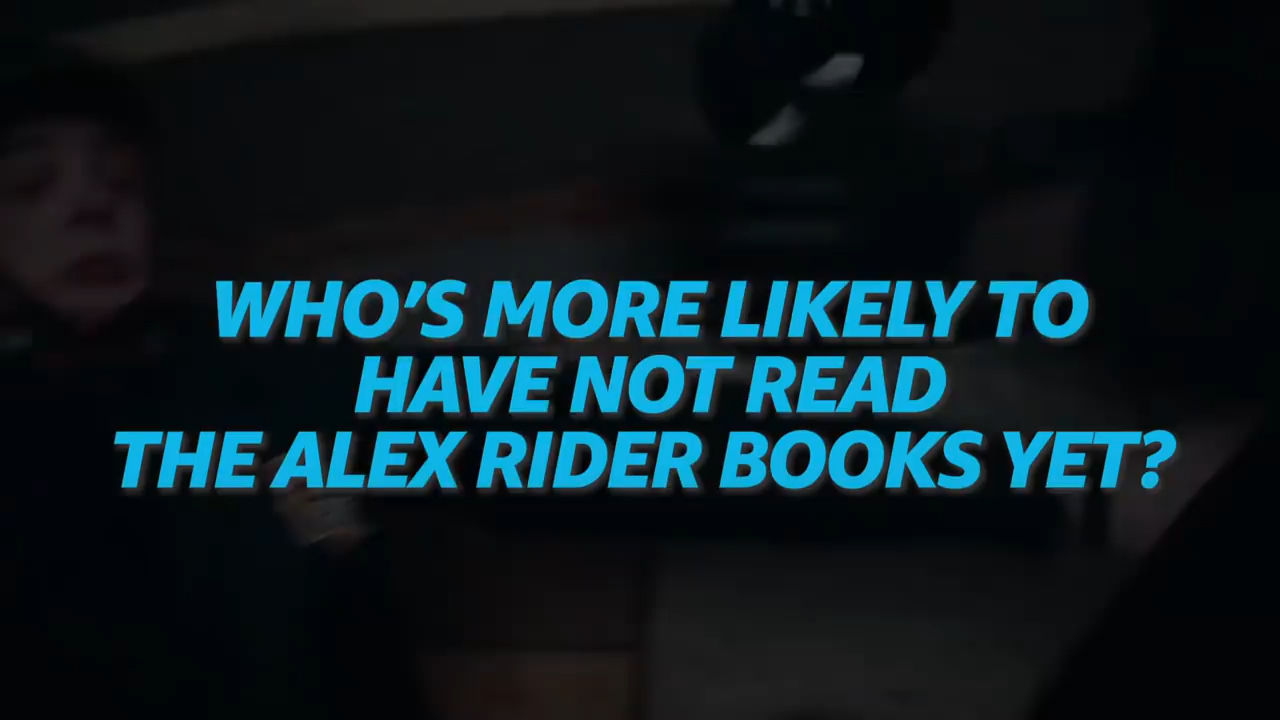 WHO’S MORE LIKELY TO
HAVE NOT READ
THE ALEX RIDER BOOKS YET?